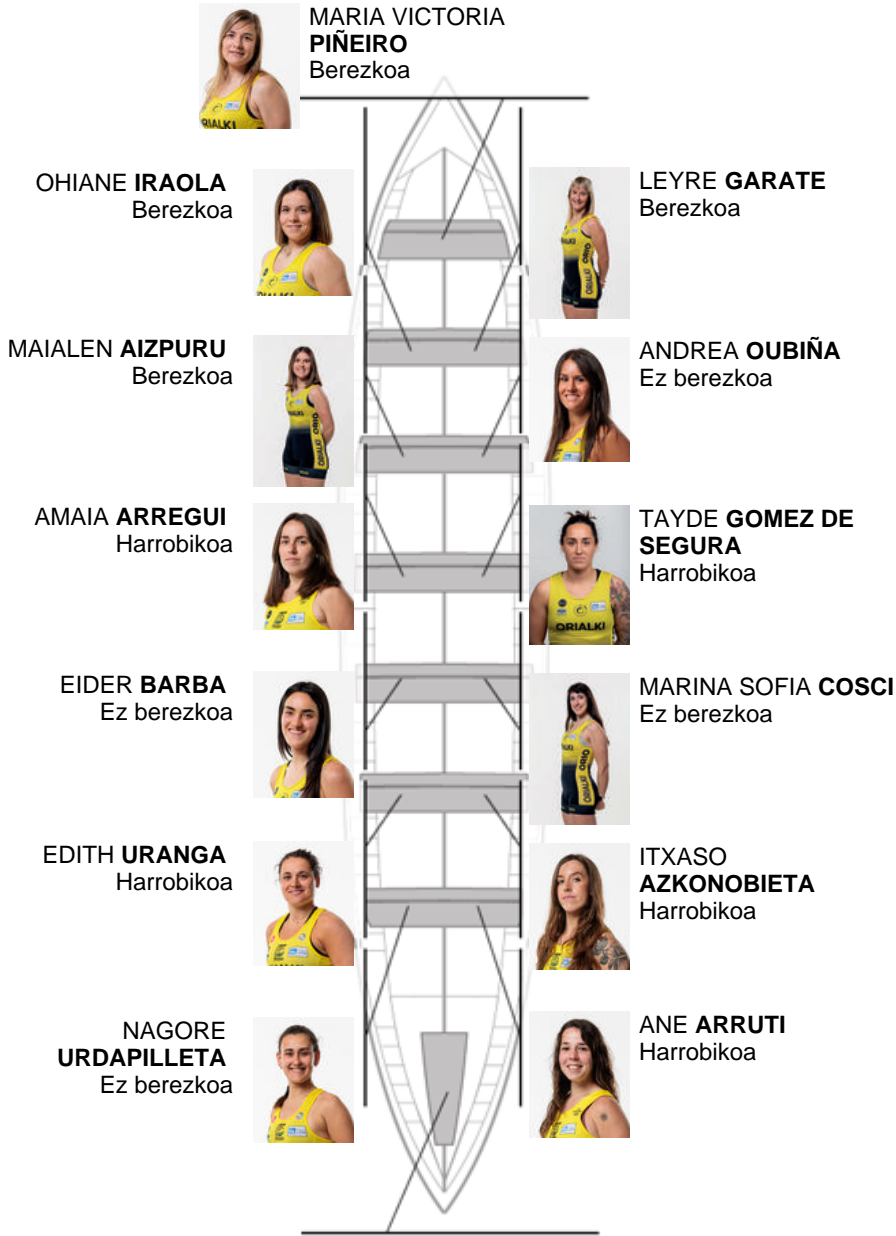 MARIA VICTORIA
PIÑEIRO
Berezkoa
OHIANE IRAOLA
Berezkoa
LEYRE GARATE
Berezkoa
MAIALEN AIZPURU
Berezkoa
ANDREA OUBIÑA
Ez berezkoa
AMAIA ARREGUI
Harrobikoa
TAYDE GOMEZ DE
SEGURA
Harrobikoa
ORIALKI
EIDER BARBA
Ez berezkoa
MARINA SOFIA COSCI
Ez berezkoa
EDITH URANGA
Harrobikoa
ITXASO
AZKONOBIETA
Harrobikoa
NAGORE
URDAPILLETA
Ez berezkoa
ANE ARRUTI
Harrobikoa